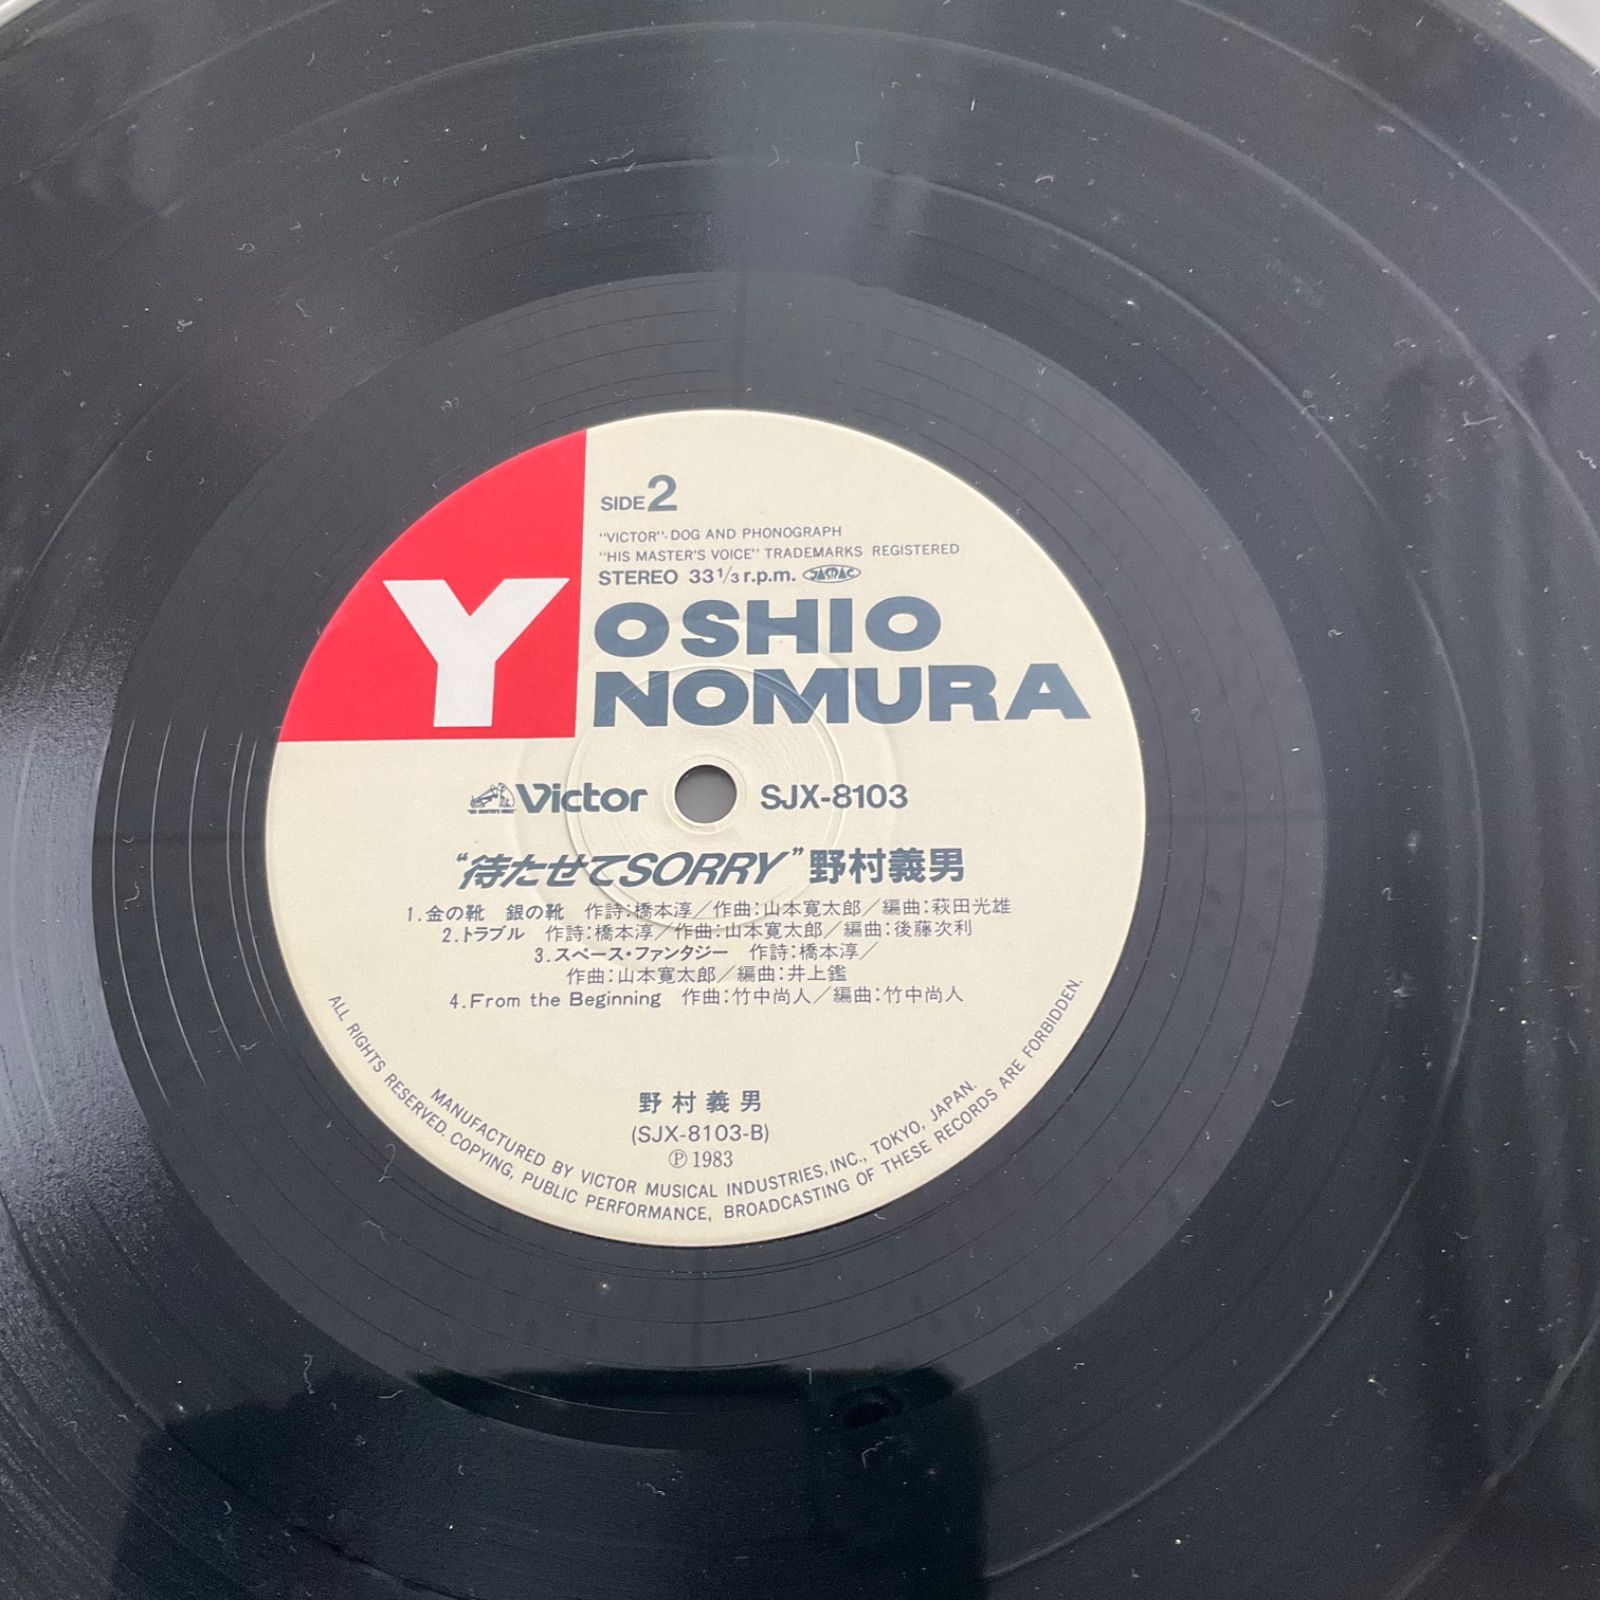 SIDE 2
"VICTOR", DOG AND PHONOGRAPH
"HIS MASTER'S VOICE" TRADEMARKS REGISTERED
STEREO 33 1/3 r.p.m. JASRAC
YOSHIO
NOMURA
Victor SJX-8103
“待たせてSORRY” 野村義男
1.金の靴 銀の靴 作詩:橋本淳/作曲:山本寛太郎/編曲:萩田光雄
2.トラブル 作詩:橋本淳/作曲:山本寛太郎/編曲:後藤次利
3.スペース・ファンタジー 作詩:橋本淳/
作曲:山本寛太郎/編曲:井上鑑
4.From the Beginning 作曲:竹中尚人/編曲:竹中尚人
野村義男
(SJX-8103-B)
Ⓟ1983
MANUFACTURED BY VICTOR MUSICAL INDUSTRIES, INC., TOKYO, JAPAN.
ALL RIGHTS RESERVED. COPYING, PUBLIC PERFORMANCE, BROADCASTING OF THESE RECORDS ARE FORBIDDEN.